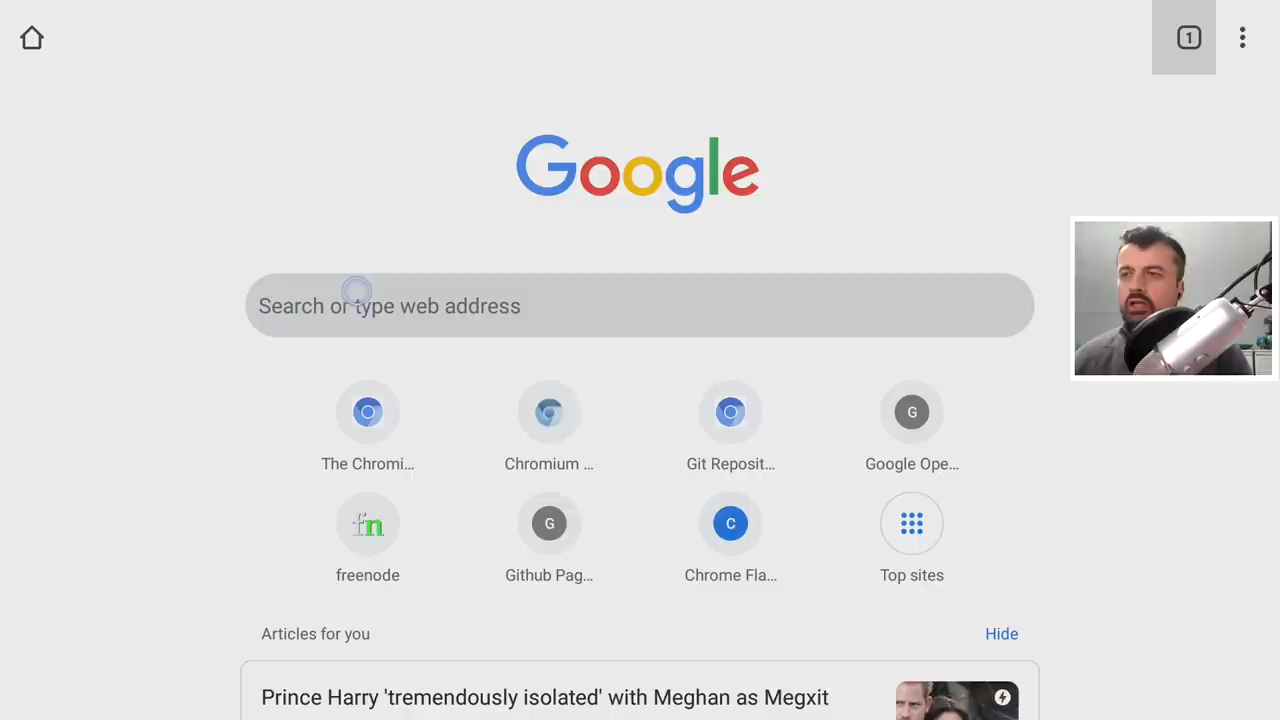 1
Google
Search or type web address
G
The Chromi...
Chromium ...
Git Reposit...
Google Ope...
fn
G
C
freenode
Github Pag...
Chrome Fla...
Top sites
Articles for you
Hide
Prince Harry 'tremendously isolated' with Meghan as Megxit